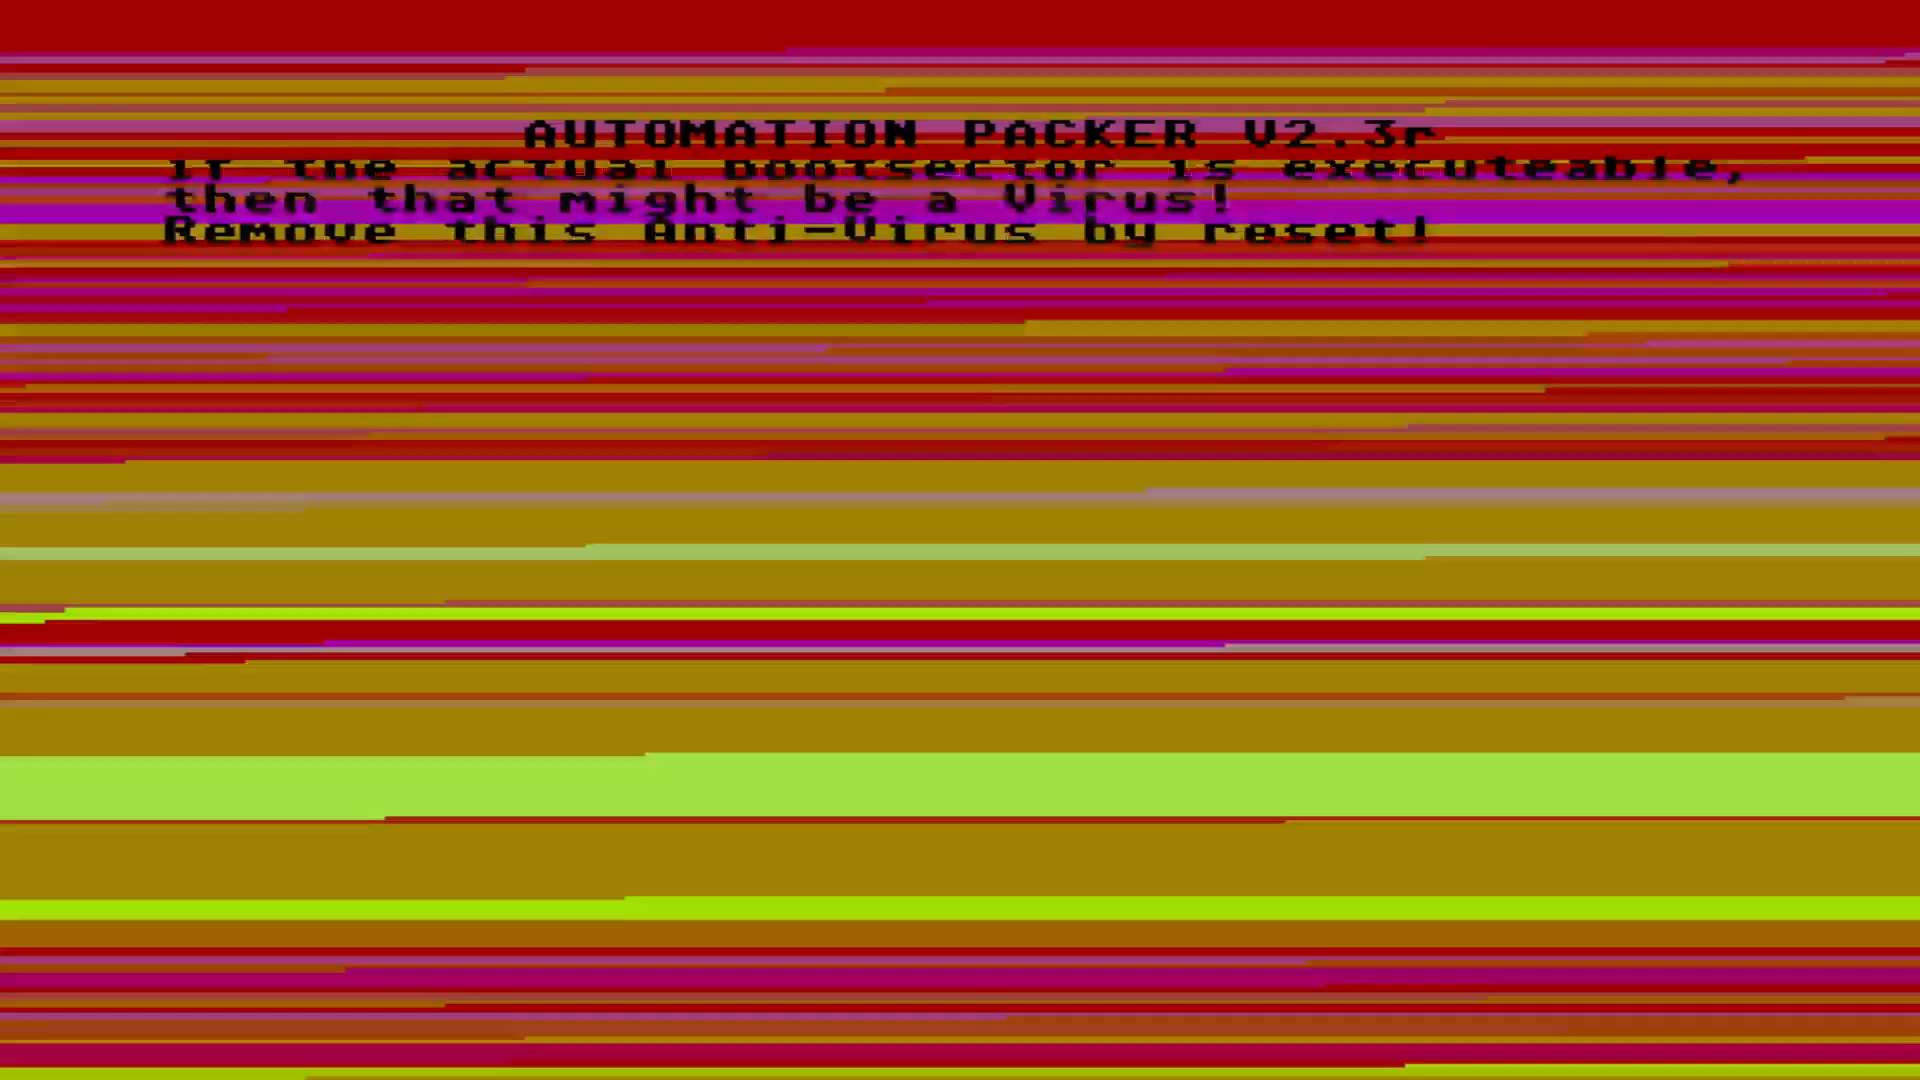 AUTOMATION PACKER V2.3r
If the actual bootsector is executeable,
then that might be a Virus!
Remove this Anti-Virus by reset!